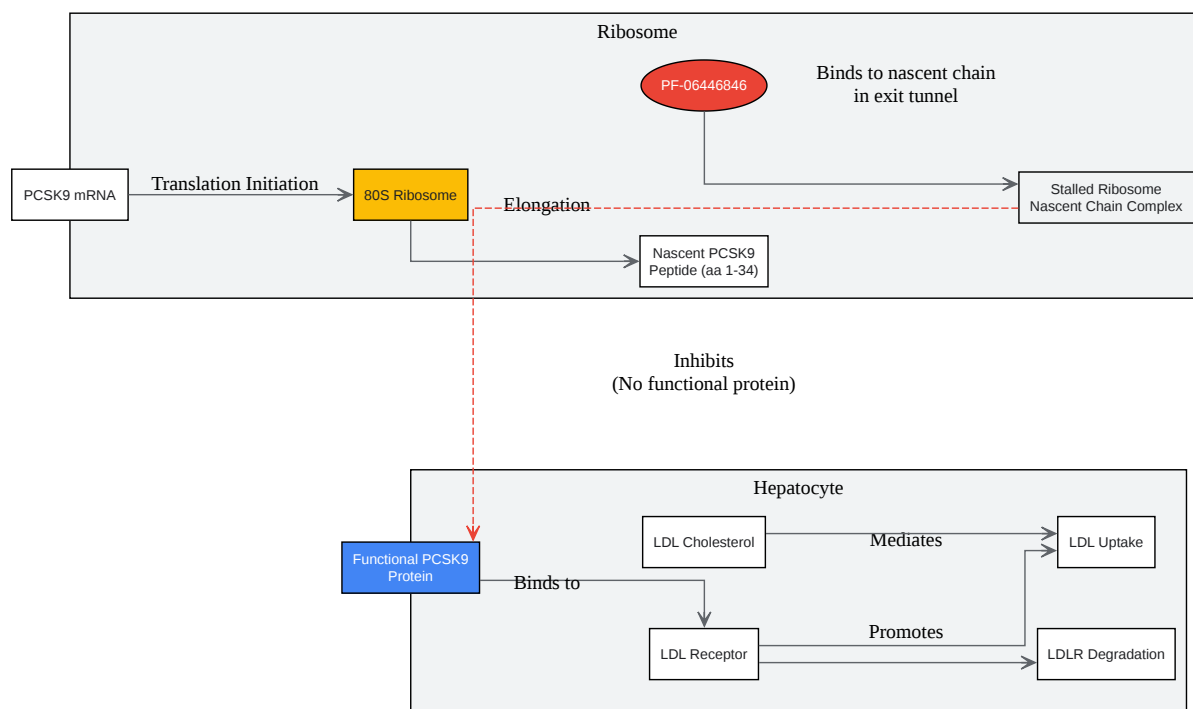 Ribosome
PF-06446846
Binds to nascent chain
in exit tunnel
PCSK9 mRNA
Translation Initiation
80S Ribosome
Elongation
Stalled Ribosome
Nascent Chain Complex
Nascent PCSK9
Peptide (aa 1-34)
Inhibits
(No functional protein)
Hepatocyte
LDL Cholesterol
Mediates
LDL Uptake
Functional PCSK9
Protein
Binds to
LDL Receptor
Promotes
LDLR Degradation